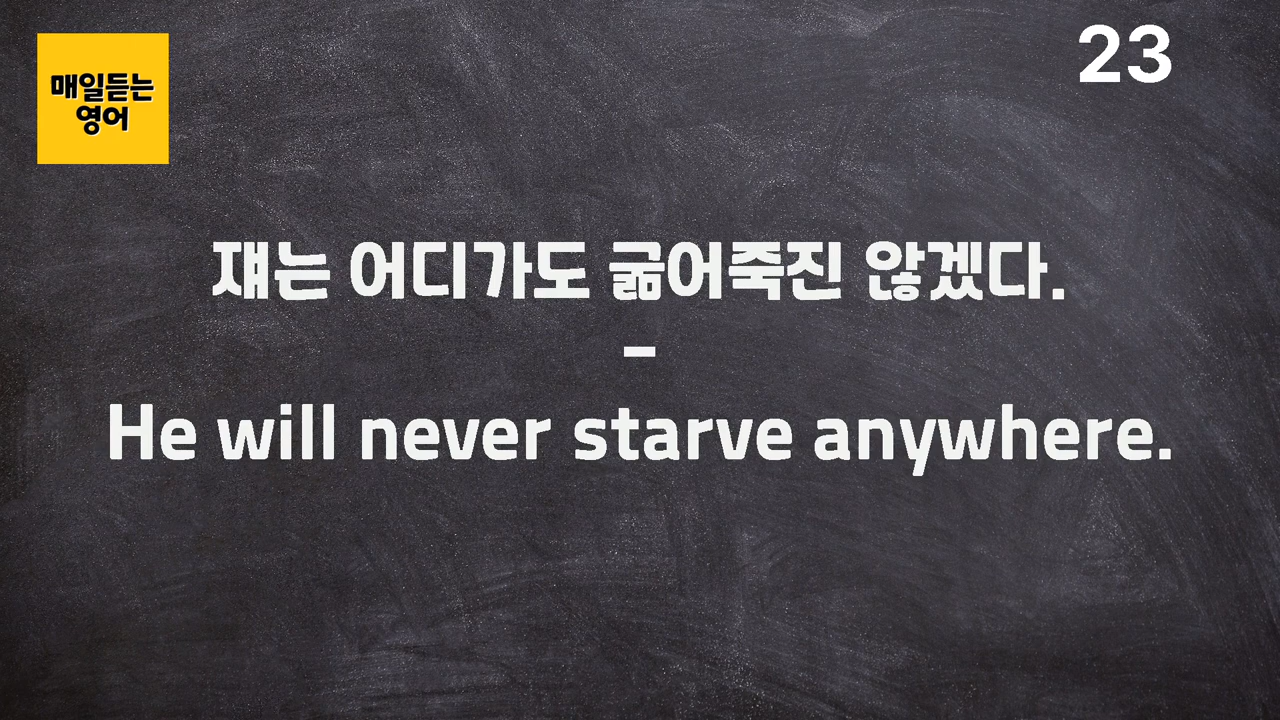 매일듣는
영어
23
쟤는 어디가도 굶어죽진 않겠다.
-
He will never starve anywhere.